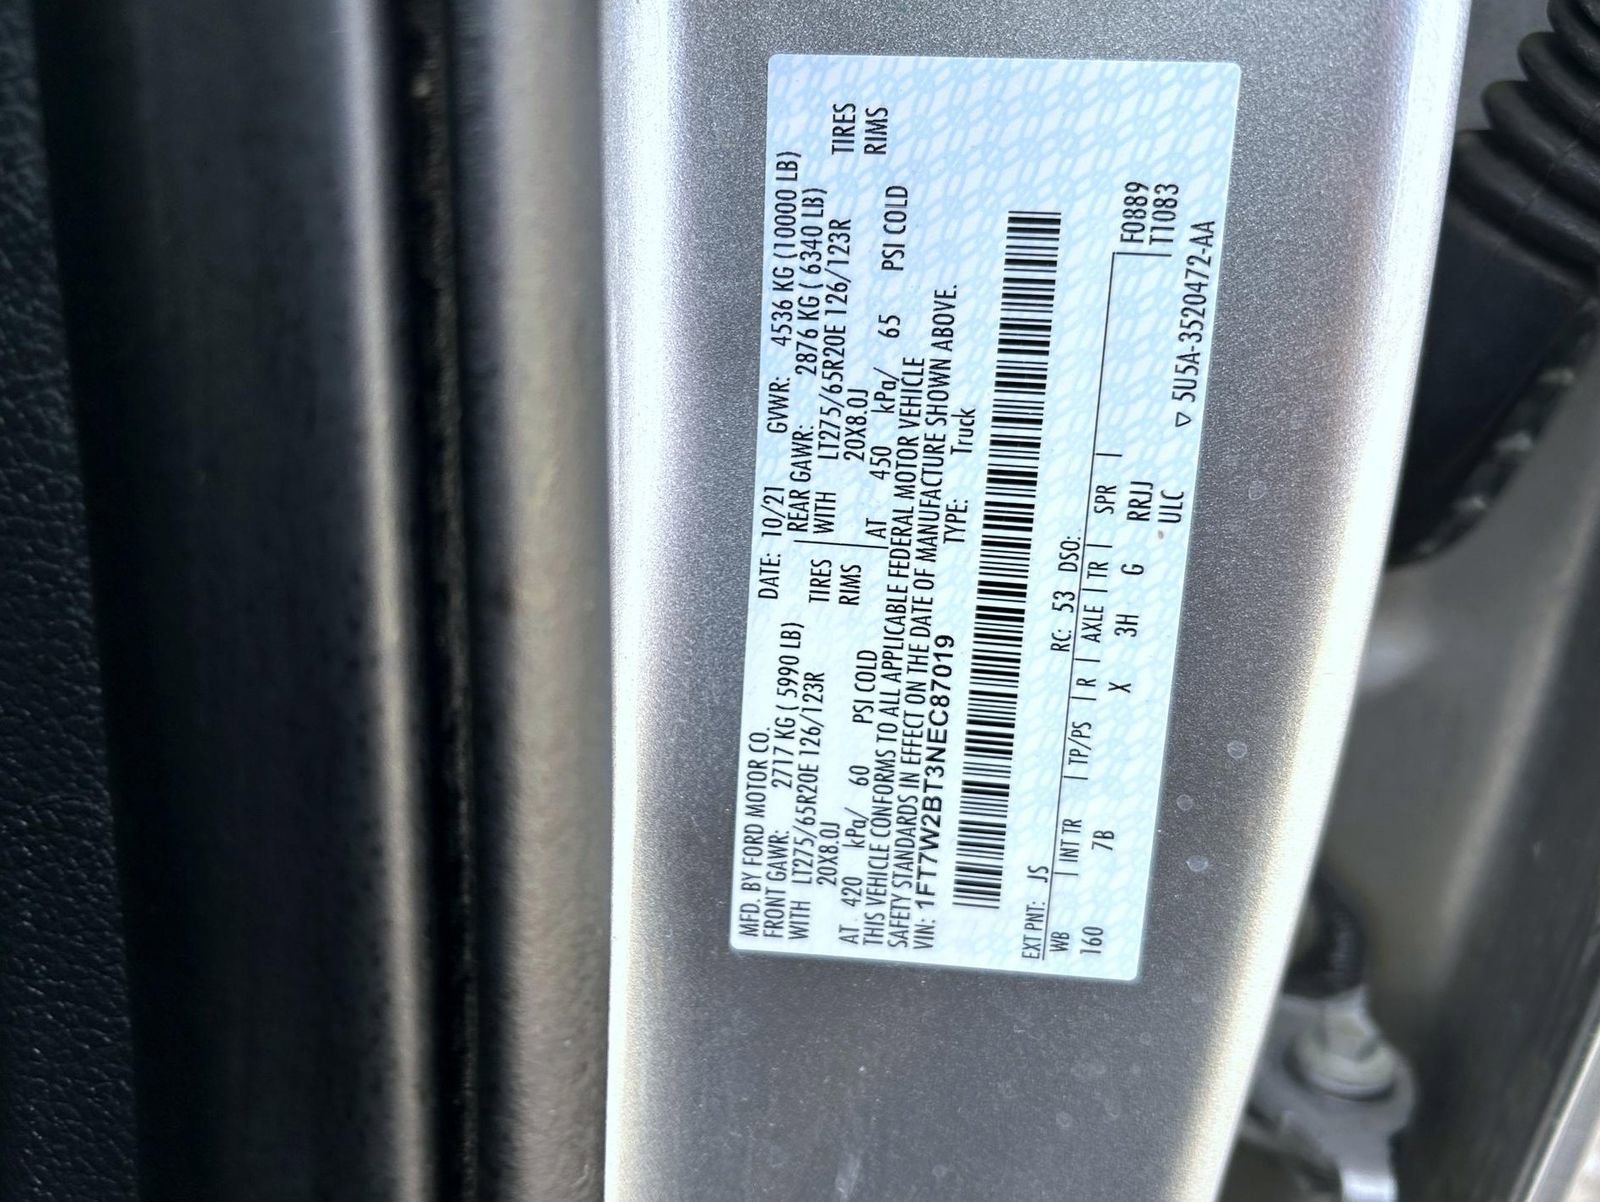 MFD. BY FORD MOTOR CO.
DATE: 10/21 GVWR: 4536 KG (10000 LB)
FRONT GAWR: 2717 KG ( 5990 LB)
REAR GAWR: 2876 KG ( 6340 LB)
WITH LT275/65R20E 126/123R TIRES
WITH LT275/65R20E 126/123R TIRES
20X8.0J RIMS
20X8.0J RIMS
AT 420 kPa/ 60 PSI COLD
AT 450 kPa/ 65 PSI COLD
THIS VEHICLE CONFORMS TO ALL APPLICABLE FEDERAL MOTOR VEHICLE
SAFETY STANDARDS IN EFFECT ON THE DATE OF MANUFACTURE SHOWN ABOVE.
VIN: 1FT7W2BT3NEC87019 TYPE: Truck
EXT PNT: JS RC: 53 DSO:
WB INT TR TP/PS R AXLE TR SPR F0889
160 7B X 3H G RRJJ T1083
ULC ▽ 5U5A-3520472-AA